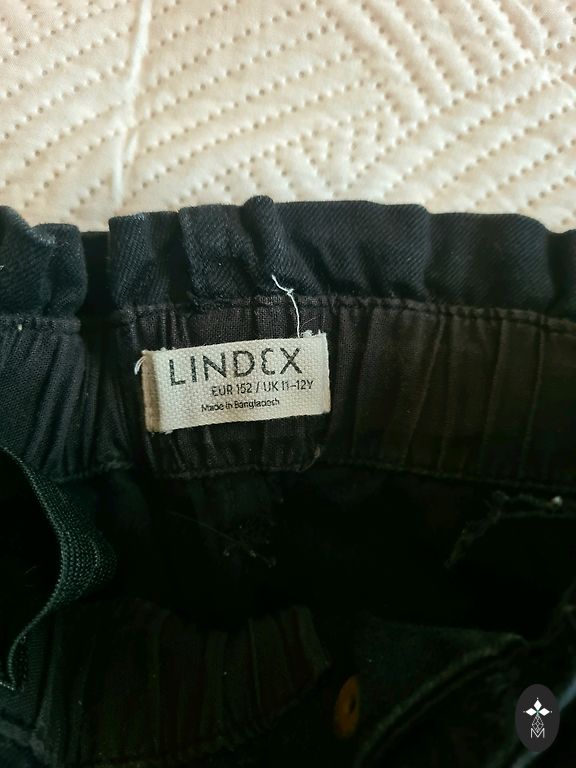 LINDEX
EUR 152 / UK 11-12Y
Made in Bangladesh
M